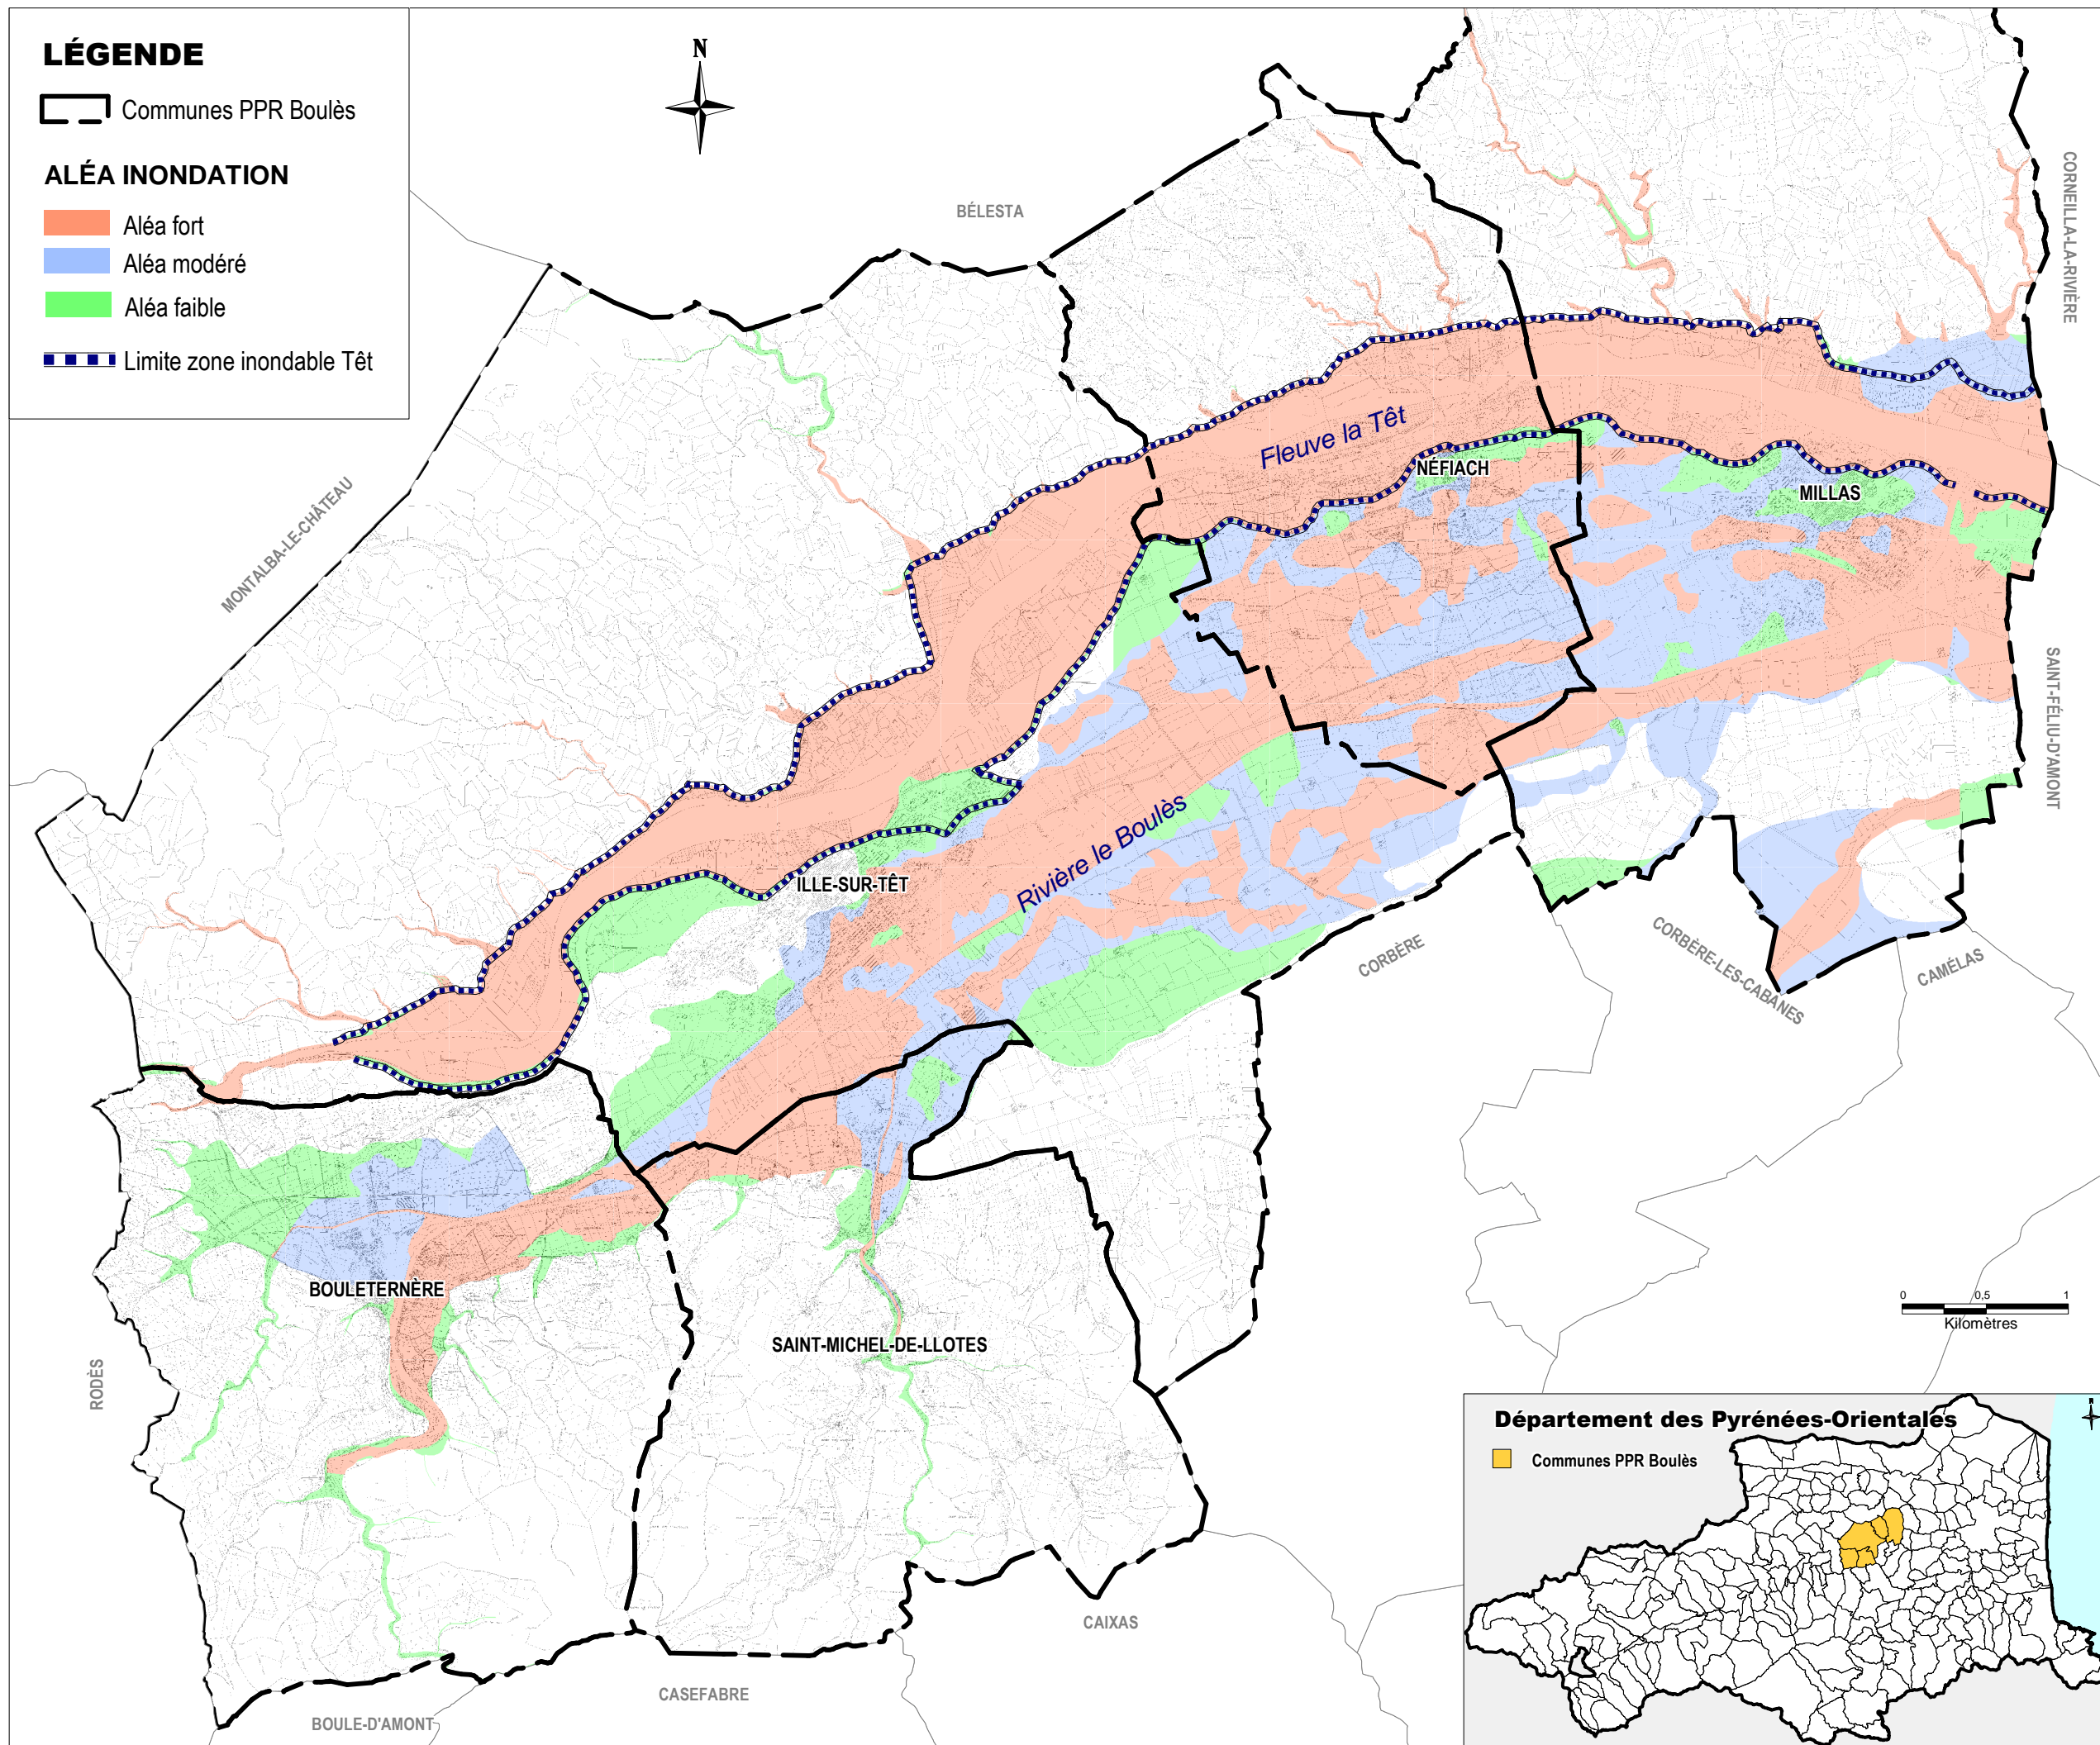 LÉGENDE
Communes PPR Boulès
ALÉA INONDATION
Aléa fort
Aléa modéré
Aléa faible
Limite zone inondable Têt
N
BÉLESTA
CORNEILLA-LA-RIVIÈRE
MONTALBA-LE-CHÂTEAU
Fleuve la Têt
NÉFIACH
MILLAS
SAINT-FÉLIU-D'AMONT
Rivière le Boulès
ILLE-SUR-TÊT
CORBÈRE
CORBÈRE-LES-CABANES
CAMÉLAS
BOULETERNÈRE
SAINT-MICHEL-DE-LLOTES
RODÈS
0 0,5 1
Kilomètres
CAIXAS
CASEFABRE
BOULE-D'AMONT
Département des Pyrénées-Orientales
Communes PPR Boulès